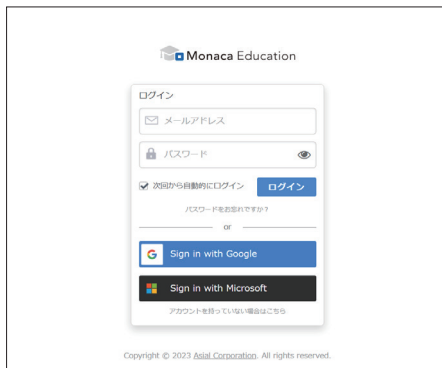 Monaca Education
ログイン
メールアドレス
パスワード
次回から自動的にログイン
ログイン
パスワードをお忘れですか？
or
Sign in with Google
Sign in with Microsoft
アカウントを持っていない場合はこちら
Copyright © 2023 Asial Corporation. All rights reserved.